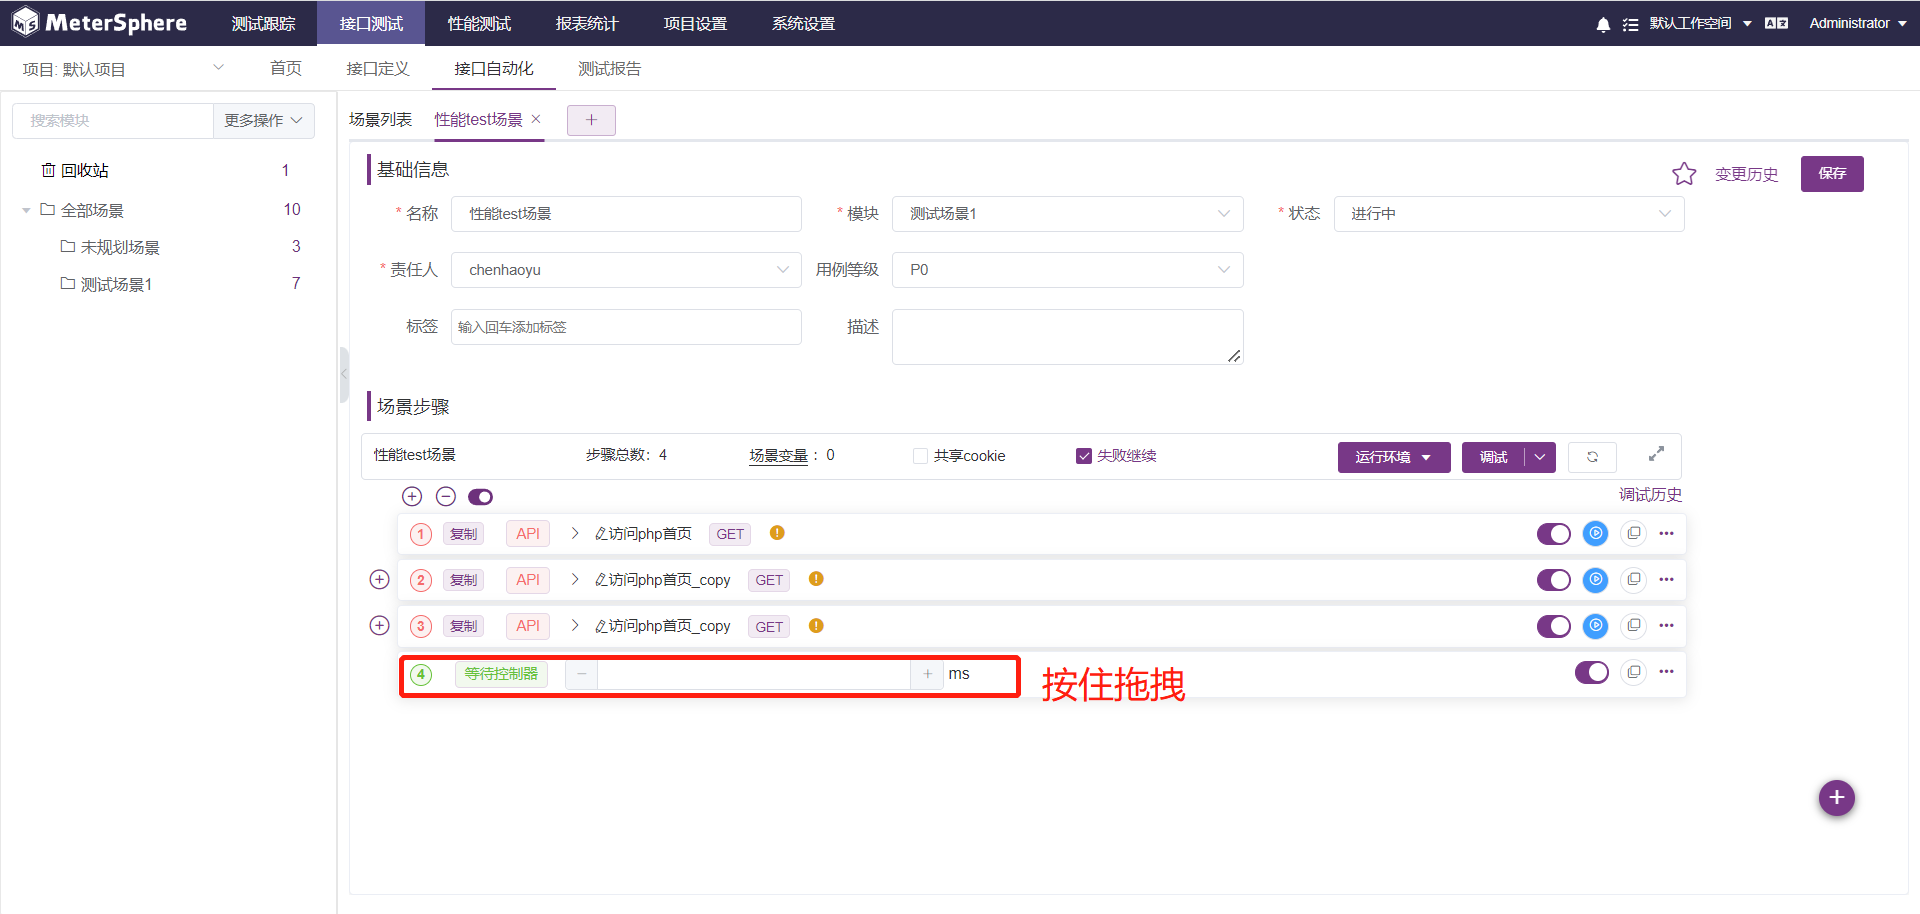 MeterSphere 测试跟踪 接口测试 性能测试 报表统计 项目设置 系统设置 默认工作空间 Administrator
项目: 默认项目 首页 接口定义 接口自动化 测试报告
搜索模块 更多操作
回收站 1
全部场景 10
未规划场景 3
测试场景1 7
场景列表 性能test场景 × +
基础信息 变更历史 保存
* 名称 性能test场景 * 模块 测试场景1 * 状态 进行中
* 责任人 chenhaoyu 用例等级 P0
标签 输入回车添加标签 描述
场景步骤
性能test场景 步骤总数: 4 场景变量 : 0 共享cookie 失败继续 运行环境 调试
调试历史
1 复制 API 访问php首页 GET
2 复制 API 访问php首页_copy GET
3 复制 API 访问php首页_copy GET
4 等待控制器 − + ms 按住拖拽